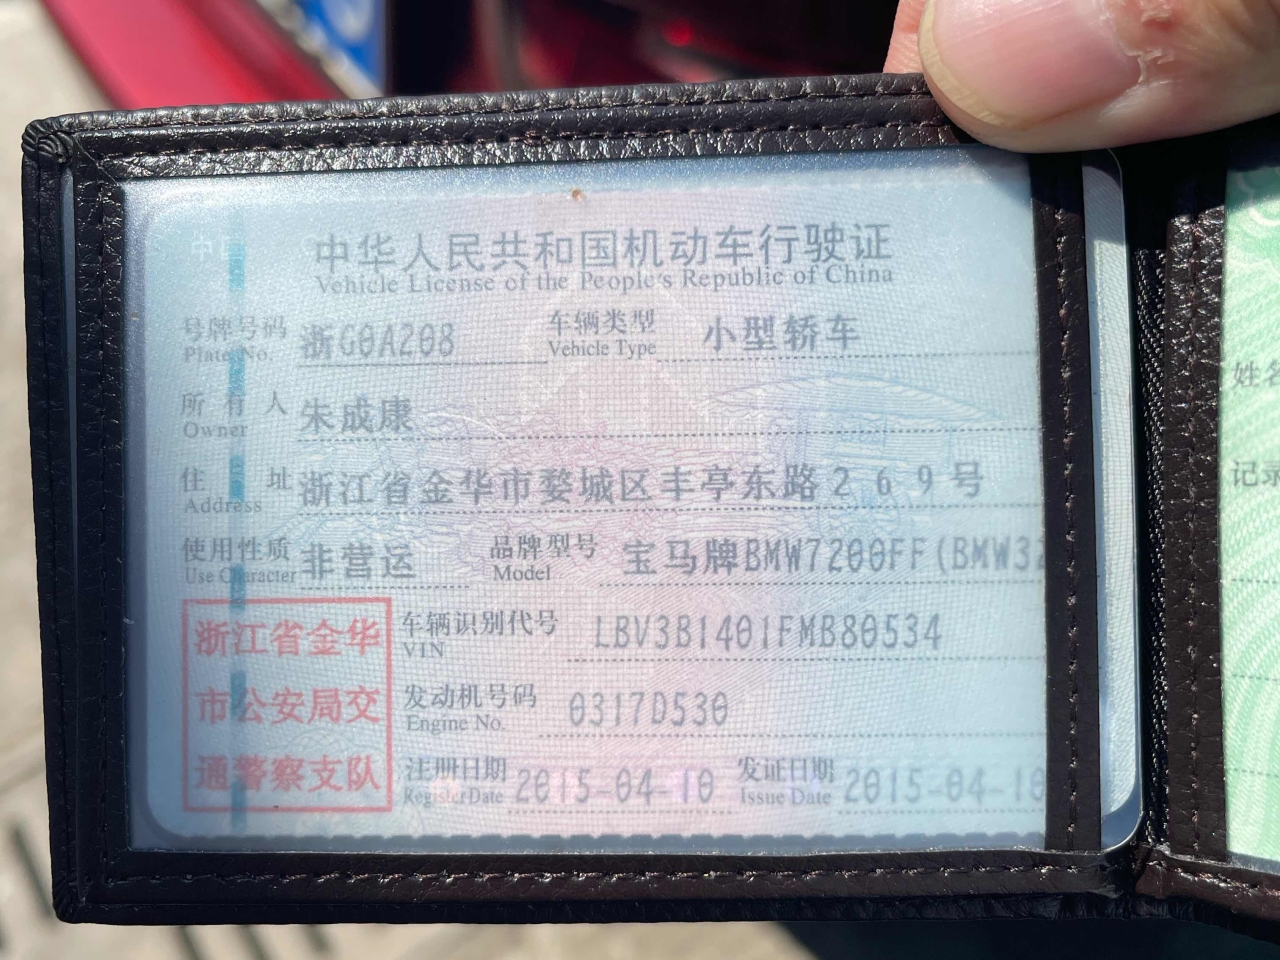 中华人民共和国机动车行驶证
Vehicle License of the People's Republic of China
号牌号码 浙G0A208 车辆类型 小型轿车
Plate No. Vehicle Type
所有人 朱成康
Owner
住址 浙江省金华市婺城区丰亭东路269号
Address
使用性质 非营运 品牌型号 宝马牌BMW7200FF(BMW32
Use Character Model
浙江省金华
市公安局交
通警察支队
车辆识别代号 LBV3B1401FMB80534
VIN
发动机号码 0317D530
Engine No.
注册日期 2015-04-10 发证日期 2015-04-10
Register Date Issue Date
姓名
记录